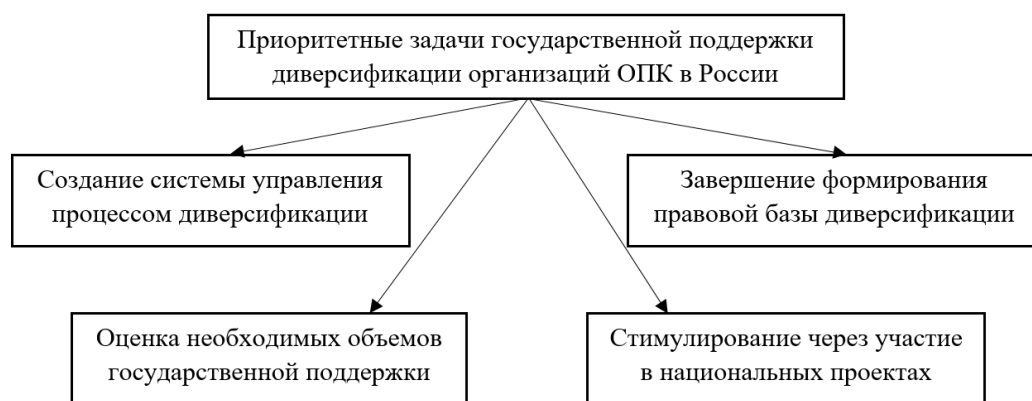 Приоритетные задачи государственной поддержки
диверсификации организаций ОПК в России
Создание системы управления
процессом диверсификации
Завершение формирования
правовой базы диверсификации
Оценка необходимых объемов
государственной поддержки
Стимулирование через участие
в национальных проектах